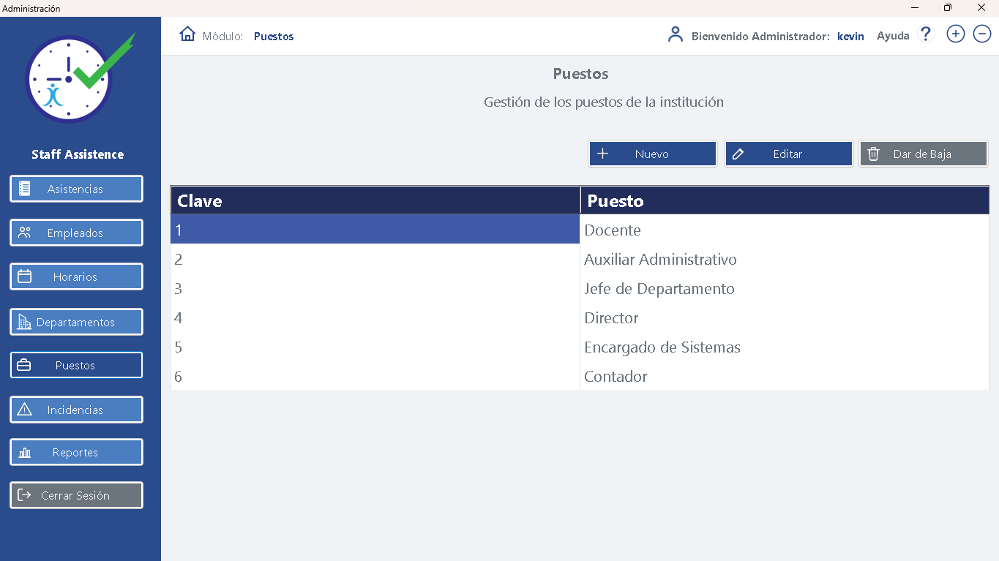 Administración
Módulo: Puestos
Bienvenido Administrador: kevin Ayuda ?
Puestos
Gestión de los puestos de la institución
Staff Assistence
Nuevo Editar Dar de Baja
Asistencias
Empleados
Horarios
Departamentos
Puestos
Incidencias
Reportes
Cerrar Sesión
Clave Puesto
1 Docente
2 Auxiliar Administrativo
3 Jefe de Departamento
4 Director
5 Encargado de Sistemas
6 Contador